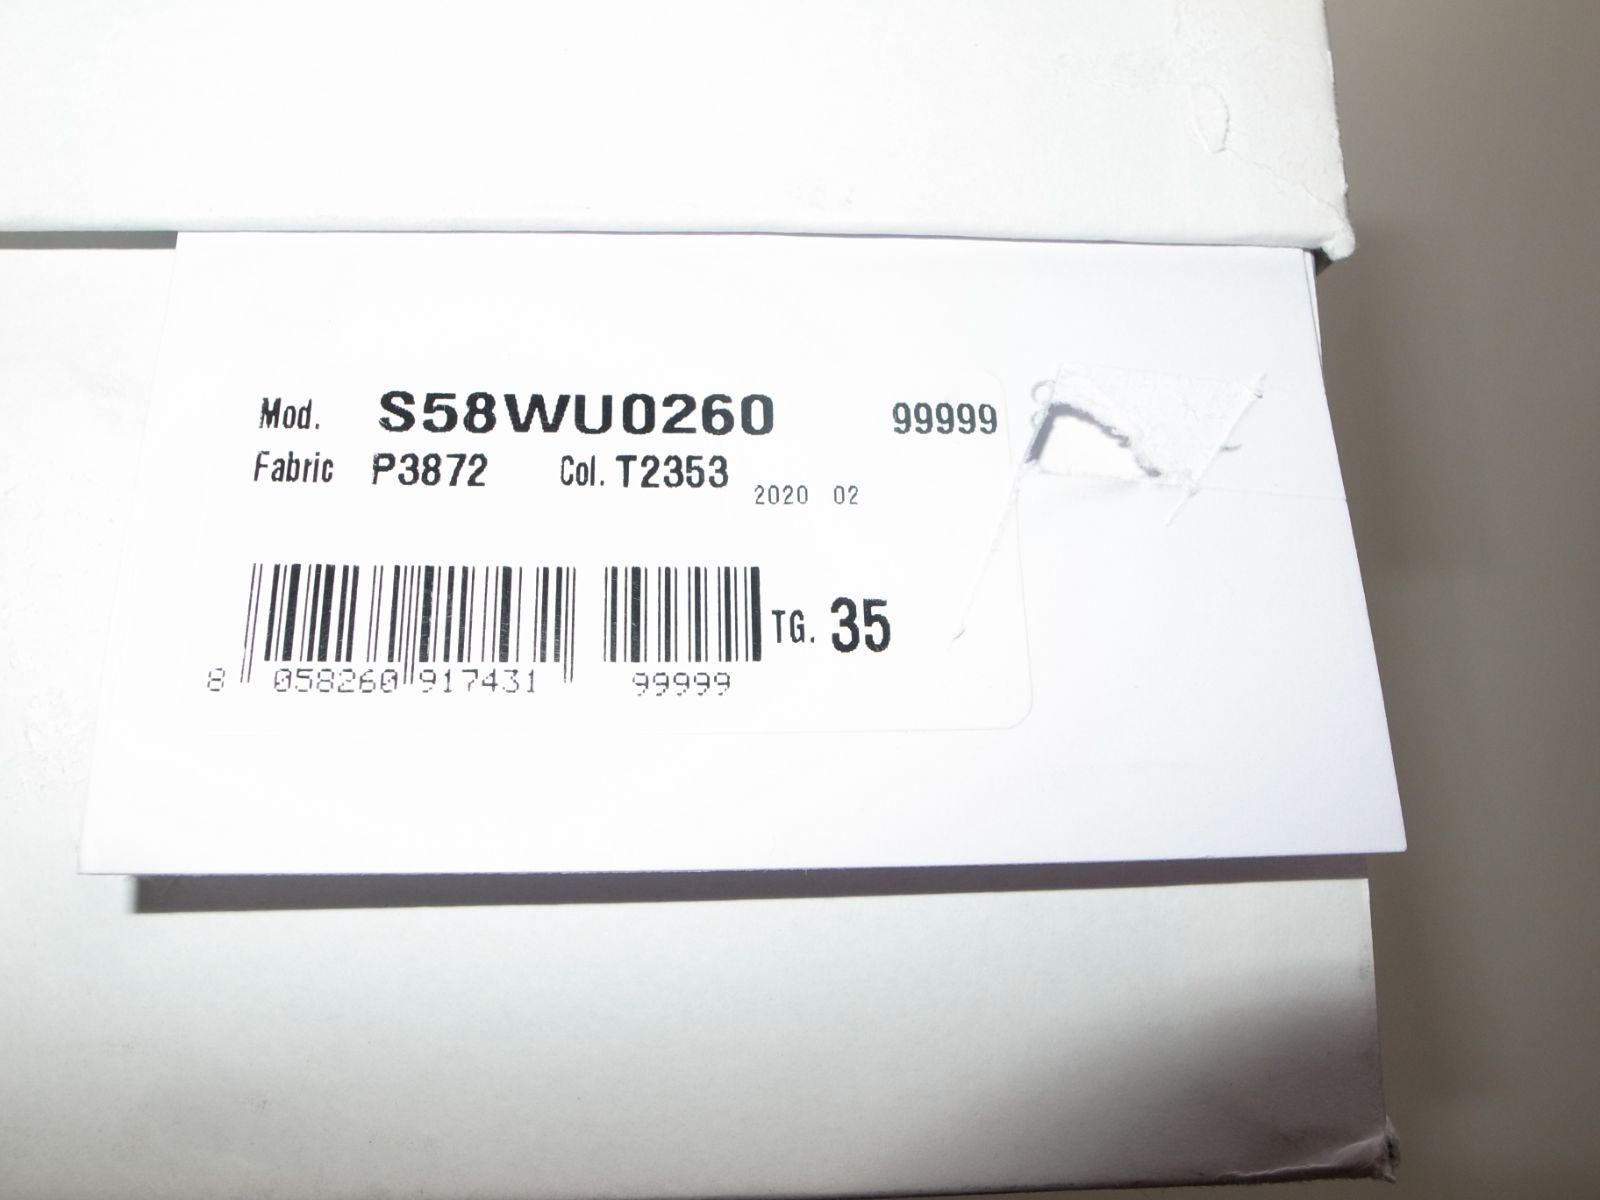 Mod. S58WU0260 99999
Fabric P3872 Col. T2353
2020 02
TG. 35
8 058260 917431 99999